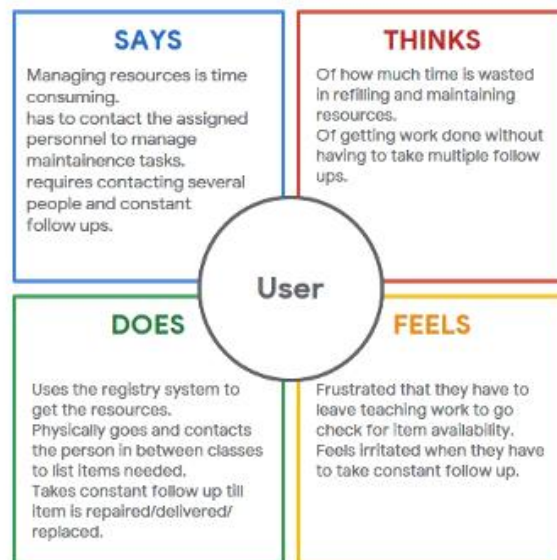 SAYS
Managing resources is time
consuming.
has to contact the assigned
personnel to manage
maintainence tasks.
requires contacting several
people and constant
follow ups.
THINKS
Of how much time is wasted
in refilling and maintaining
resources.
Of getting work done without
having to take multiple follow
ups.
User
DOES
Uses the registry system to
get the resources.
Physically goes and contacts
the person in between classes
to list items needed.
Takes constant follow up till
item is repaired/delivered/
replaced.
FEELS
Frustrated that they have to
leave teaching work to go
check for item availability.
Feels irritated when they have
to take constant follow up.